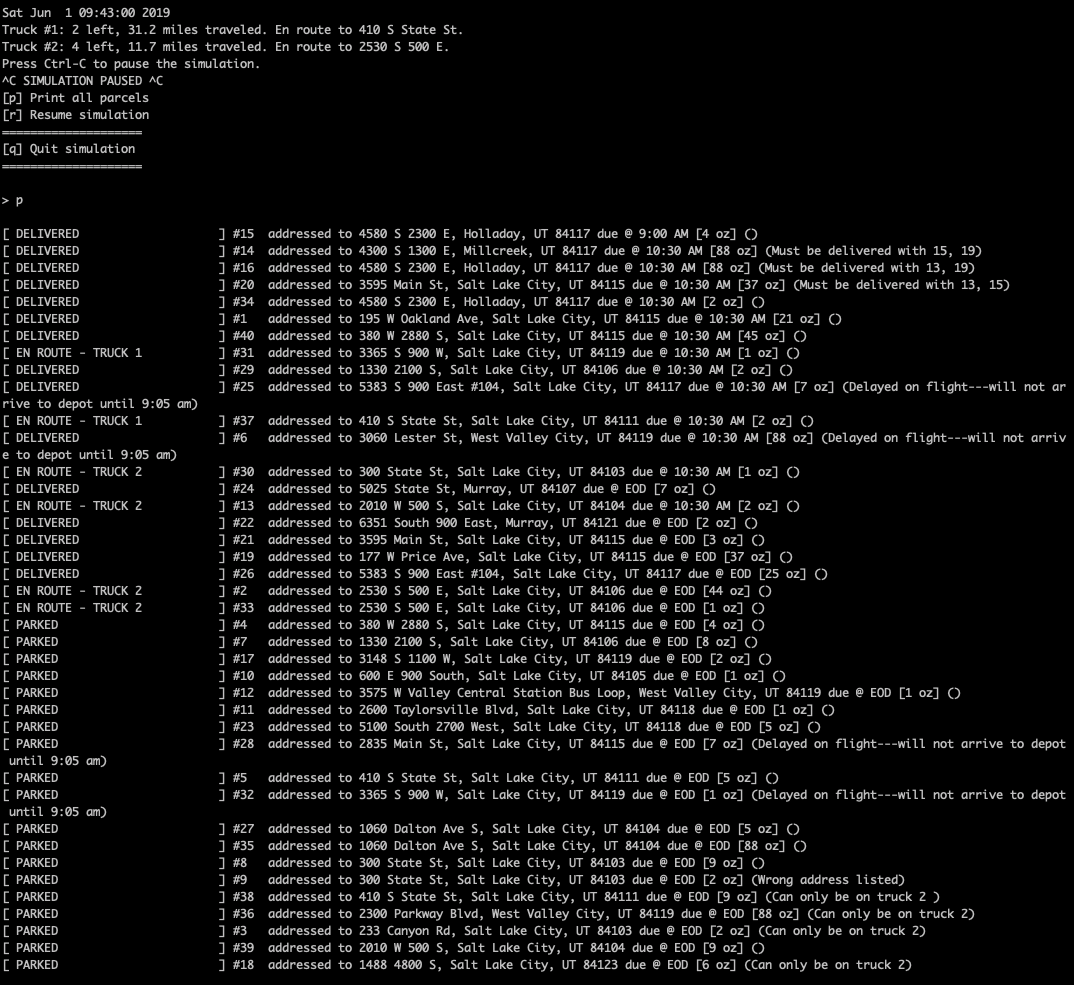 Sat Jun  1 09:43:00 2019
Truck #1: 2 left, 31.2 miles traveled. En route to 410 S State St.
Truck #2: 4 left, 11.7 miles traveled. En route to 2530 S 500 E.
Press Ctrl-C to pause the simulation.
^C SIMULATION PAUSED ^C
[p] Print all parcels
[r] Resume simulation
====================
[q] Quit simulation
====================
> p
[ DELIVERED                    ] #15  addressed to 4580 S 2300 E, Holladay, UT 84117 due @ 9:00 AM [4 oz] ()
[ DELIVERED                    ] #14  addressed to 4300 S 1300 E, Millcreek, UT 84117 due @ 10:30 AM [88 oz] (Must be delivered with 15, 19)
[ DELIVERED                    ] #16  addressed to 4580 S 2300 E, Holladay, UT 84117 due @ 10:30 AM [88 oz] (Must be delivered with 13, 19)
[ DELIVERED                    ] #20  addressed to 3595 Main St, Salt Lake City, UT 84115 due @ 10:30 AM [37 oz] (Must be delivered with 13, 15)
[ DELIVERED                    ] #34  addressed to 4580 S 2300 E, Holladay, UT 84117 due @ 10:30 AM [2 oz] ()
[ DELIVERED                    ] #1   addressed to 195 W Oakland Ave, Salt Lake City, UT 84115 due @ 10:30 AM [21 oz] ()
[ DELIVERED                    ] #40  addressed to 380 W 2880 S, Salt Lake City, UT 84115 due @ 10:30 AM [45 oz] ()
[ EN ROUTE - TRUCK 1           ] #31  addressed to 3365 S 900 W, Salt Lake City, UT 84119 due @ 10:30 AM [1 oz] ()
[ DELIVERED                    ] #29  addressed to 1330 2100 S, Salt Lake City, UT 84106 due @ 10:30 AM [2 oz] ()
[ DELIVERED                    ] #25  addressed to 5383 S 900 East #104, Salt Lake City, UT 84117 due @ 10:30 AM [7 oz] (Delayed on flight---will not ar
rive to depot until 9:05 am)
[ EN ROUTE - TRUCK 1           ] #37  addressed to 410 S State St, Salt Lake City, UT 84111 due @ 10:30 AM [2 oz] ()
[ DELIVERED                    ] #6   addressed to 3060 Lester St, West Valley City, UT 84119 due @ 10:30 AM [88 oz] (Delayed on flight---will not arriv
e to depot until 9:05 am)
[ EN ROUTE - TRUCK 2           ] #30  addressed to 300 State St, Salt Lake City, UT 84103 due @ 10:30 AM [1 oz] ()
[ DELIVERED                    ] #24  addressed to 5025 State St, Murray, UT 84107 due @ EOD [7 oz] ()
[ EN ROUTE - TRUCK 2           ] #13  addressed to 2010 W 500 S, Salt Lake City, UT 84104 due @ 10:30 AM [2 oz] ()
[ DELIVERED                    ] #22  addressed to 6351 South 900 East, Murray, UT 84121 due @ EOD [2 oz] ()
[ DELIVERED                    ] #21  addressed to 3595 Main St, Salt Lake City, UT 84115 due @ EOD [3 oz] ()
[ DELIVERED                    ] #19  addressed to 177 W Price Ave, Salt Lake City, UT 84115 due @ EOD [37 oz] ()
[ DELIVERED                    ] #26  addressed to 5383 S 900 East #104, Salt Lake City, UT 84117 due @ EOD [25 oz] ()
[ EN ROUTE - TRUCK 2           ] #2   addressed to 2530 S 500 E, Salt Lake City, UT 84106 due @ EOD [44 oz] ()
[ EN ROUTE - TRUCK 2           ] #33  addressed to 2530 S 500 E, Salt Lake City, UT 84106 due @ EOD [1 oz] ()
[ PARKED                       ] #4   addressed to 380 W 2880 S, Salt Lake City, UT 84115 due @ EOD [4 oz] ()
[ PARKED                       ] #7   addressed to 1330 2100 S, Salt Lake City, UT 84106 due @ EOD [8 oz] ()
[ PARKED                       ] #17  addressed to 3148 S 1100 W, Salt Lake City, UT 84119 due @ EOD [2 oz] ()
[ PARKED                       ] #10  addressed to 600 E 900 South, Salt Lake City, UT 84105 due @ EOD [1 oz] ()
[ PARKED                       ] #12  addressed to 3575 W Valley Central Station Bus Loop, West Valley City, UT 84119 due @ EOD [1 oz] ()
[ PARKED                       ] #11  addressed to 2600 Taylorsville Blvd, Salt Lake City, UT 84118 due @ EOD [1 oz] ()
[ PARKED                       ] #23  addressed to 5100 South 2700 West, Salt Lake City, UT 84118 due @ EOD [5 oz] ()
[ PARKED                       ] #28  addressed to 2835 Main St, Salt Lake City, UT 84115 due @ EOD [7 oz] (Delayed on flight---will not arrive to depot
 until 9:05 am)
[ PARKED                       ] #5   addressed to 410 S State St, Salt Lake City, UT 84111 due @ EOD [5 oz] ()
[ PARKED                       ] #32  addressed to 3365 S 900 W, Salt Lake City, UT 84119 due @ EOD [1 oz] (Delayed on flight---will not arrive to depot
 until 9:05 am)
[ PARKED                       ] #27  addressed to 1060 Dalton Ave S, Salt Lake City, UT 84104 due @ EOD [5 oz] ()
[ PARKED                       ] #35  addressed to 1060 Dalton Ave S, Salt Lake City, UT 84104 due @ EOD [88 oz] ()
[ PARKED                       ] #8   addressed to 300 State St, Salt Lake City, UT 84103 due @ EOD [9 oz] ()
[ PARKED                       ] #9   addressed to 300 State St, Salt Lake City, UT 84103 due @ EOD [2 oz] (Wrong address listed)
[ PARKED                       ] #38  addressed to 410 S State St, Salt Lake City, UT 84111 due @ EOD [9 oz] (Can only be on truck 2 )
[ PARKED                       ] #36  addressed to 2300 Parkway Blvd, West Valley City, UT 84119 due @ EOD [88 oz] (Can only be on truck 2)
[ PARKED                       ] #3   addressed to 233 Canyon Rd, Salt Lake City, UT 84103 due @ EOD [2 oz] (Can only be on truck 2)
[ PARKED                       ] #39  addressed to 2010 W 500 S, Salt Lake City, UT 84104 due @ EOD [9 oz] ()
[ PARKED                       ] #18  addressed to 1488 4800 S, Salt Lake City, UT 84123 due @ EOD [6 oz] (Can only be on truck 2)